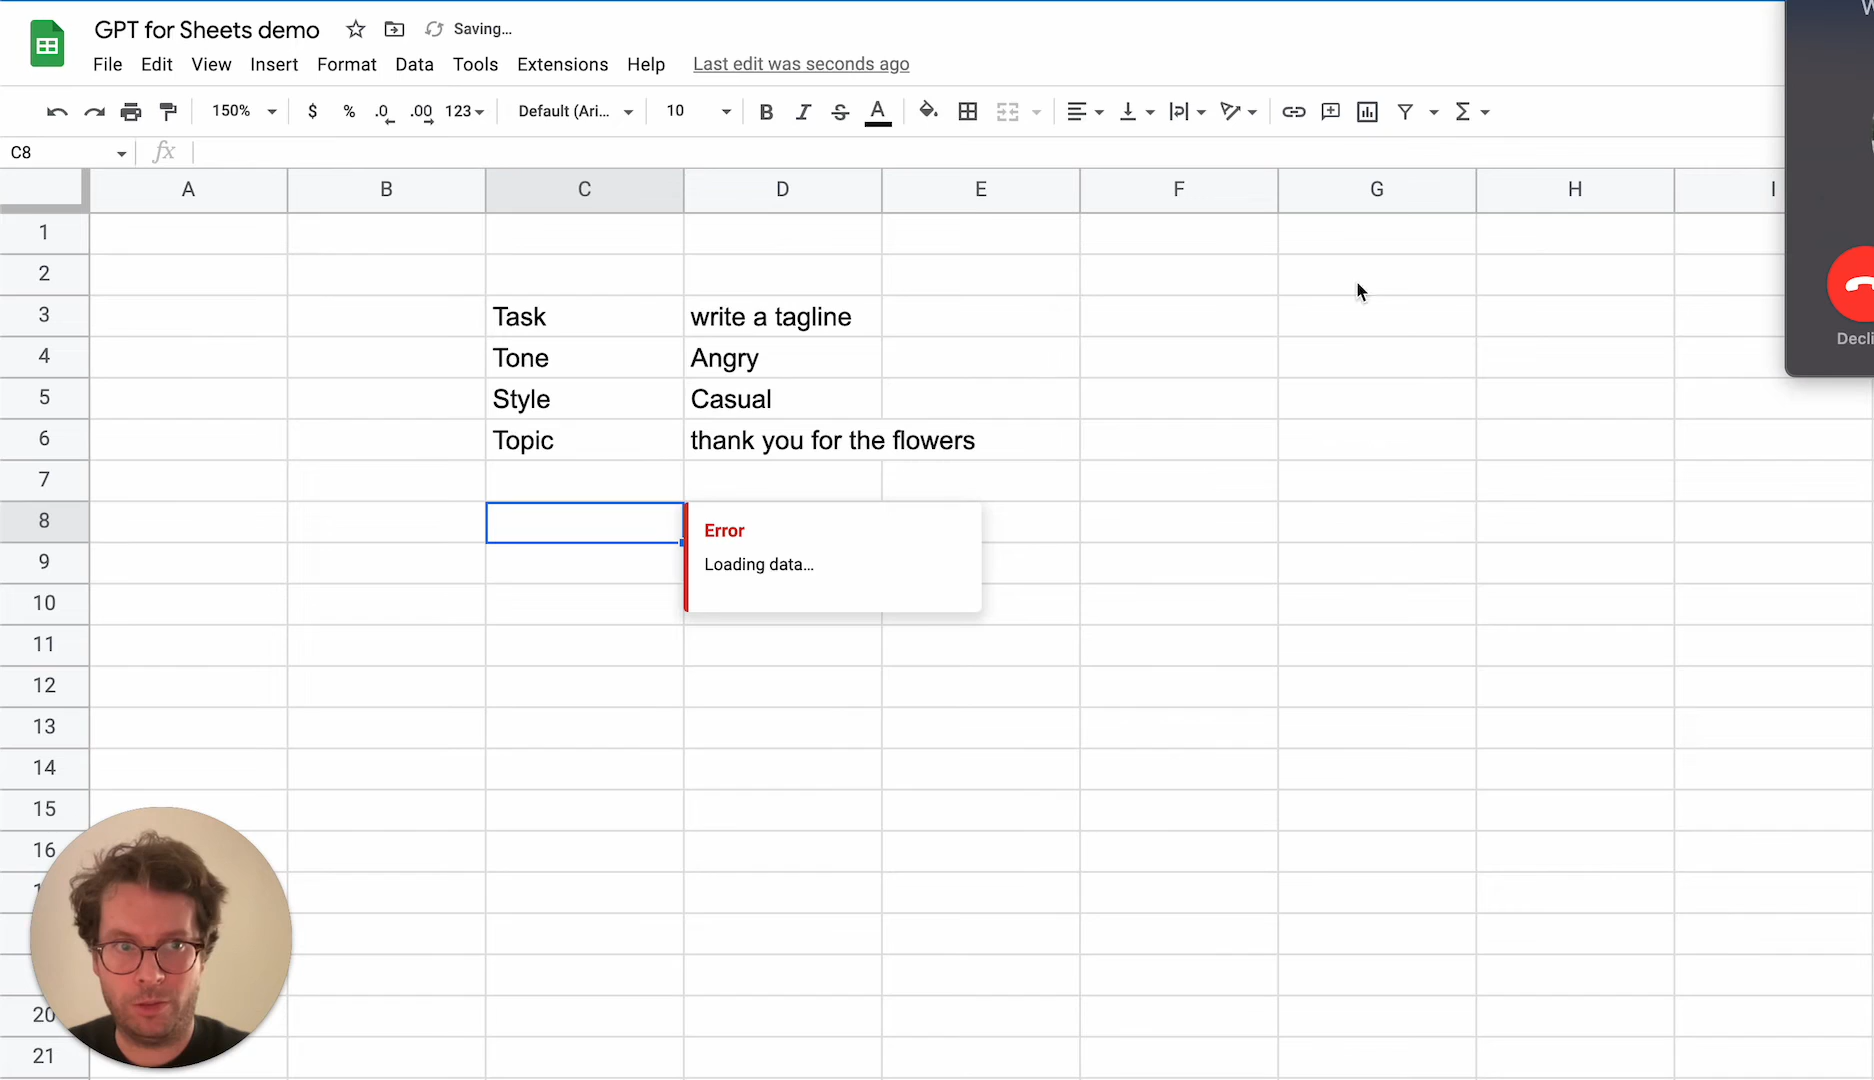 GPT for Sheets demo Saving...
File Edit View Insert Format Data Tools Extensions Help Last edit was seconds ago
150% $ % .0 .00 123 Default (Ari... 10 B I S A
C8 fx
A B C D E F G H I
1
2
3 Task write a tagline
4 Tone Angry
5 Style Casual
6 Topic thank you for the flowers
7
8
Error
9 Loading data...
10
11
12
13
14
15
16
20
21